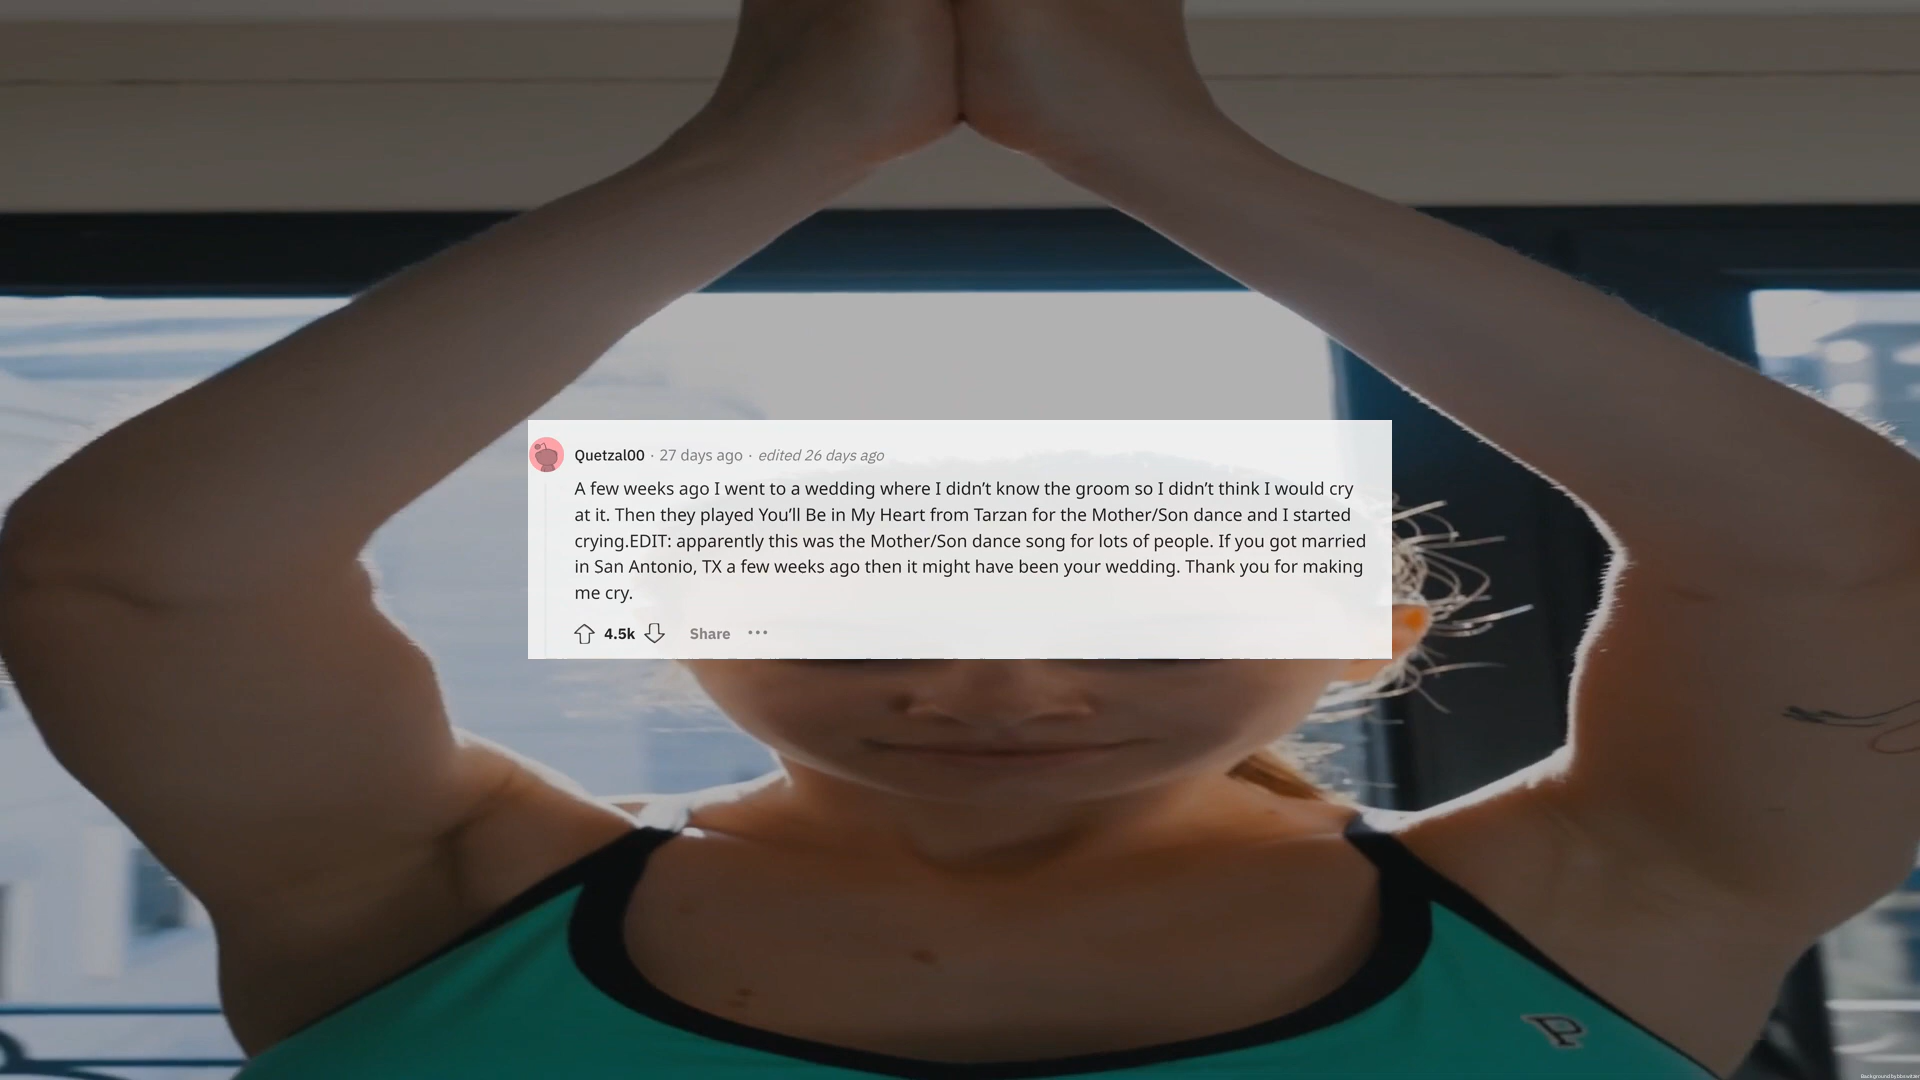 Quetzal00 · 27 days ago · edited 26 days ago
A few weeks ago I went to a wedding where I didn’t know the groom so I didn’t think I would cry
at it. Then they played You’ll Be in My Heart from Tarzan for the Mother/Son dance and I started
crying.EDIT: apparently this was the Mother/Son dance song for lots of people. If you got married
in San Antonio, TX a few weeks ago then it might have been your wedding. Thank you for making
me cry.
4.5k Share ···
P